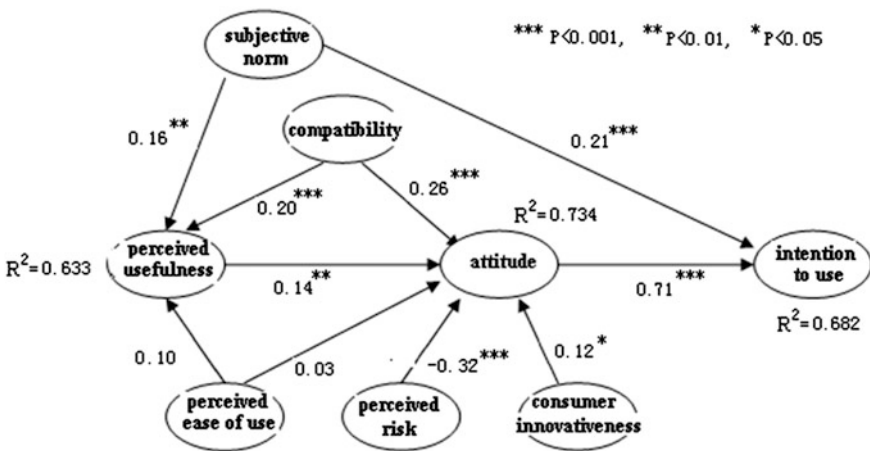 subjective
norm
*** P<0.001, ** P<0.01, * P<0.05
0.16**
compatibility
0.21***
0.20***
0.26***
R²=0.734
R²=0.633
perceived
usefulness
attitude
intention
to use
0.14**
0.71***
R²=0.682
0.10
0.03
-0.32***
0.12*
perceived
ease of use
perceived
risk
consumer
innovativeness